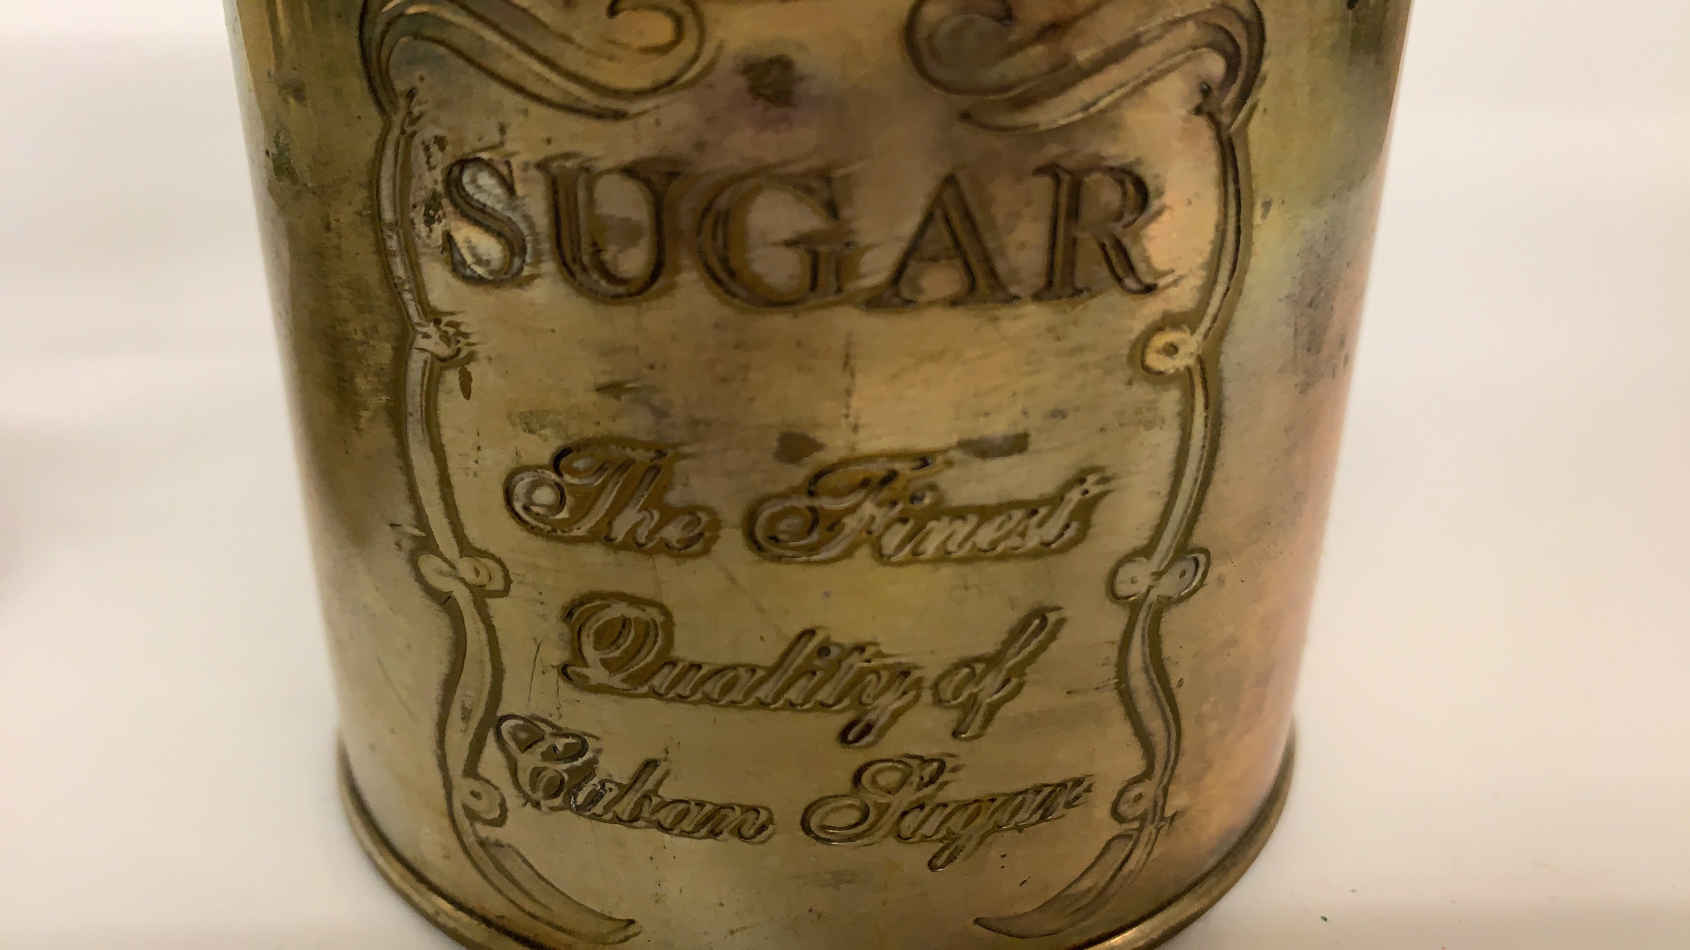 SUGAR
The Finest
Quality of
Cuban Sugar